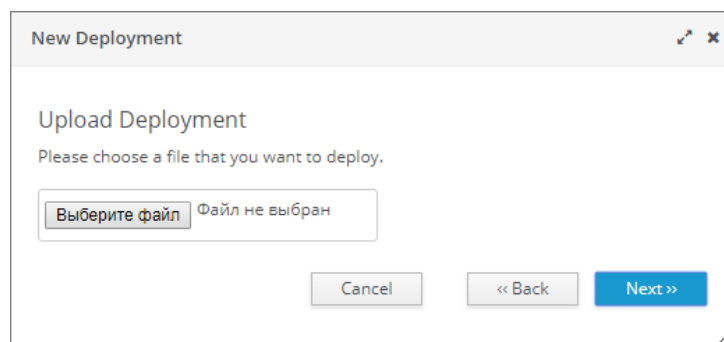 New Deployment
Upload Deployment
Please choose a file that you want to deploy.
Выберите файл Файл не выбран
Cancel ‹‹ Back Next ››